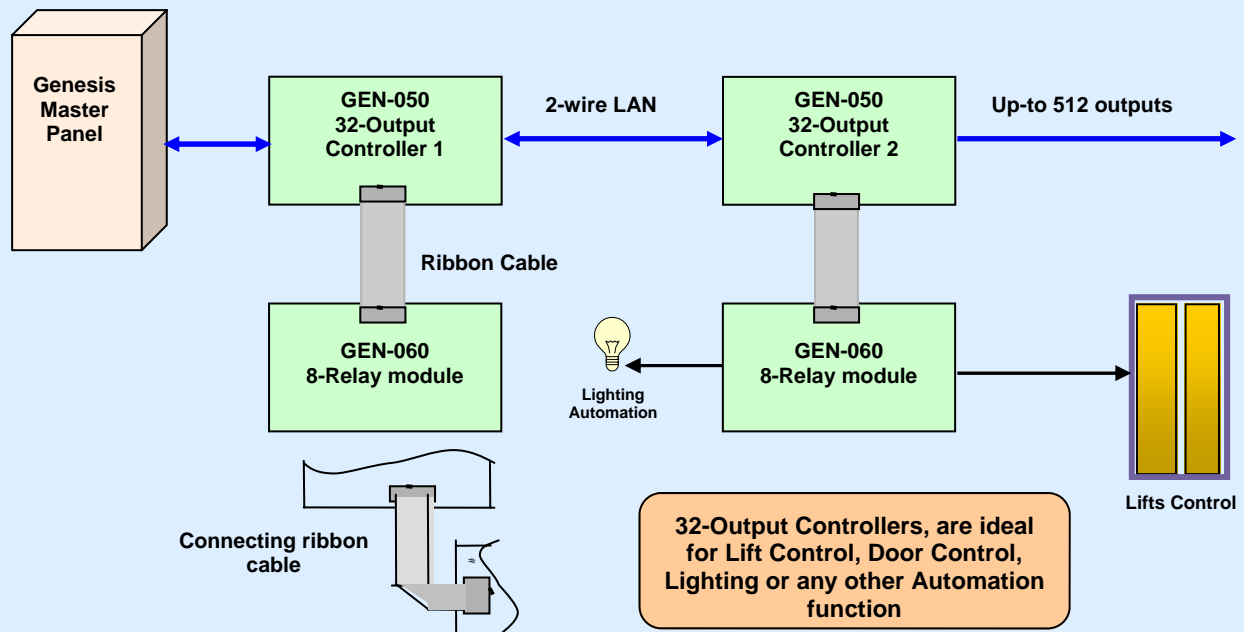 Genesis
Master
Panel
GEN-050
32-Output
Controller 1
2-wire LAN
GEN-050
32-Output
Controller 2
Up-to 512 outputs
Ribbon Cable
GEN-060
8-Relay module
Lighting
Automation
GEN-060
8-Relay module
Lifts Control
Connecting ribbon
cable
32-Output Controllers, are ideal
for Lift Control, Door Control,
Lighting or any other Automation
function